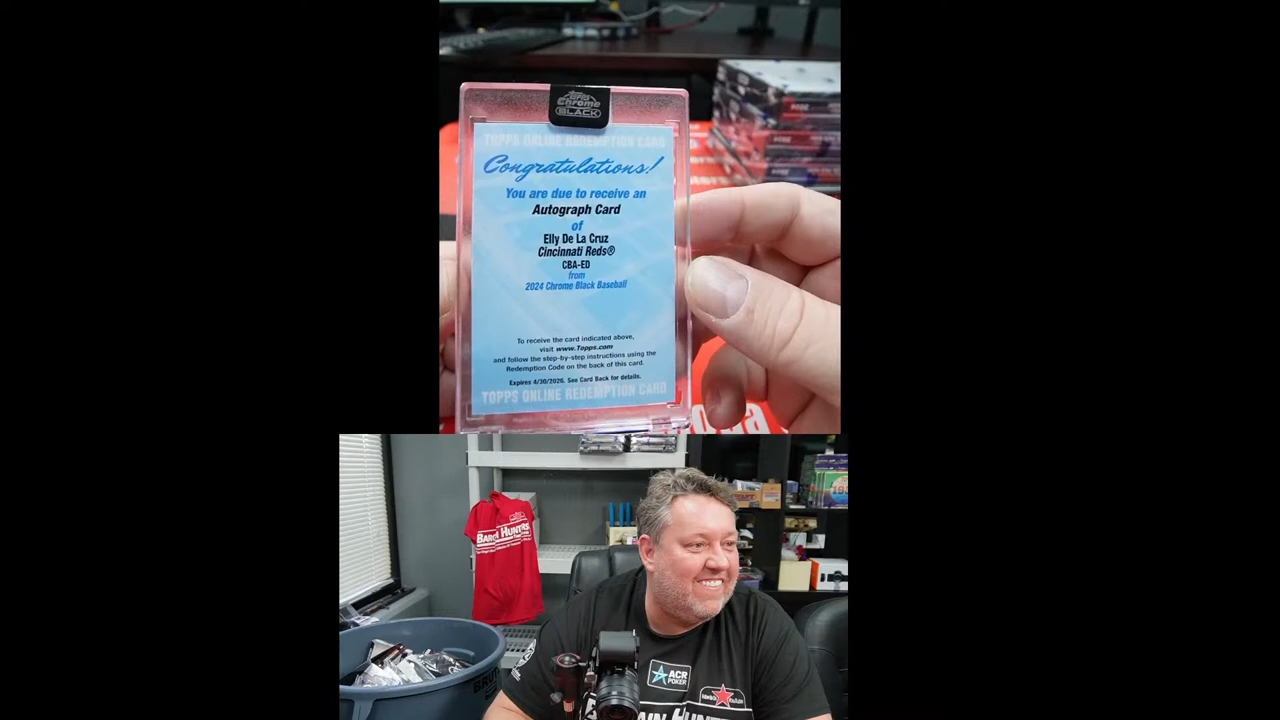 TOPPS
Chrome
BLACK
TOPPS ONLINE REDEMPTION CARD
Congratulations!
You are due to receive an
Autograph Card
of
Elly De La Cruz
Cincinnati Reds®
CBA-ED
from
2024 Chrome Black Baseball
To receive the card indicated above,
visit www.Topps.com
and follow the step-by-step instructions using the
Redemption Code on the back of this card.
Expires 4/30/2026. See Card Back for details.
TOPPS ONLINE REDEMPTION CARD
2024
HUNTERS
ACR
POKER
HUNT